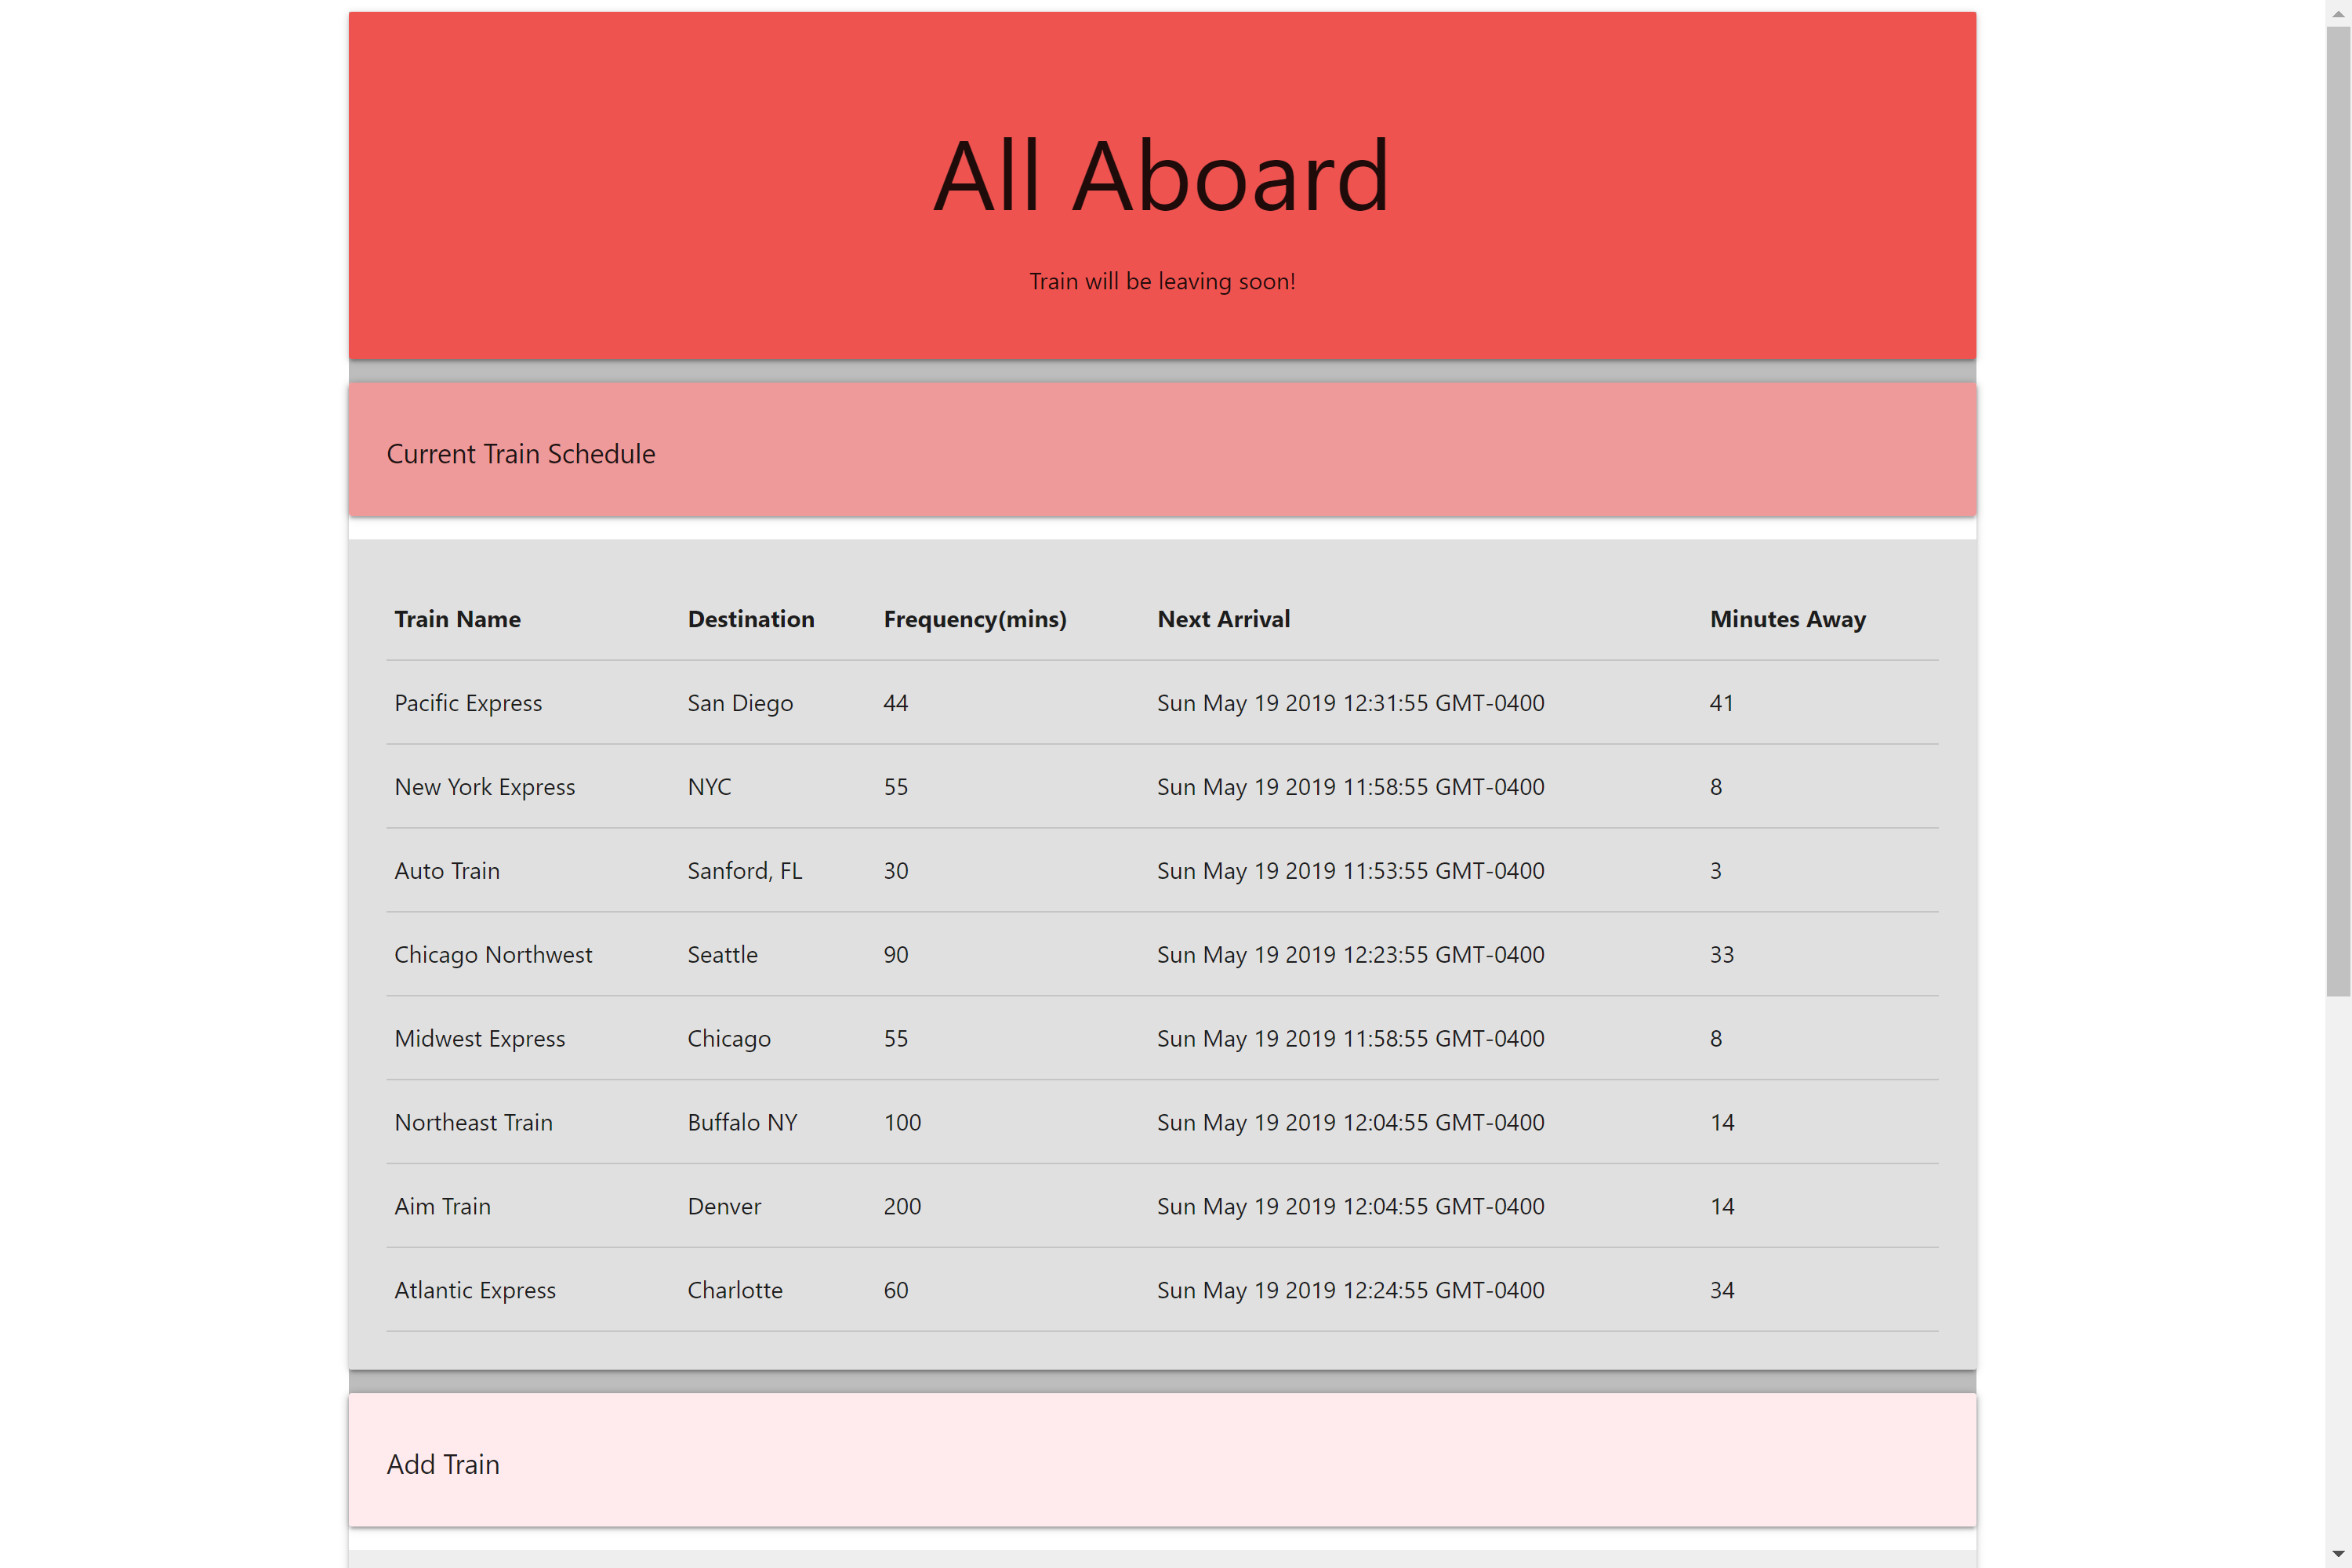 All Aboard
Train will be leaving soon!
Current Train Schedule
Train Name Destination Frequency(mins) Next Arrival Minutes Away
Pacific Express San Diego 44 Sun May 19 2019 12:31:55 GMT-0400 41
New York Express NYC 55 Sun May 19 2019 11:58:55 GMT-0400 8
Auto Train Sanford, FL 30 Sun May 19 2019 11:53:55 GMT-0400 3
Chicago Northwest Seattle 90 Sun May 19 2019 12:23:55 GMT-0400 33
Midwest Express Chicago 55 Sun May 19 2019 11:58:55 GMT-0400 8
Northeast Train Buffalo NY 100 Sun May 19 2019 12:04:55 GMT-0400 14
Aim Train Denver 200 Sun May 19 2019 12:04:55 GMT-0400 14
Atlantic Express Charlotte 60 Sun May 19 2019 12:24:55 GMT-0400 34
Add Train